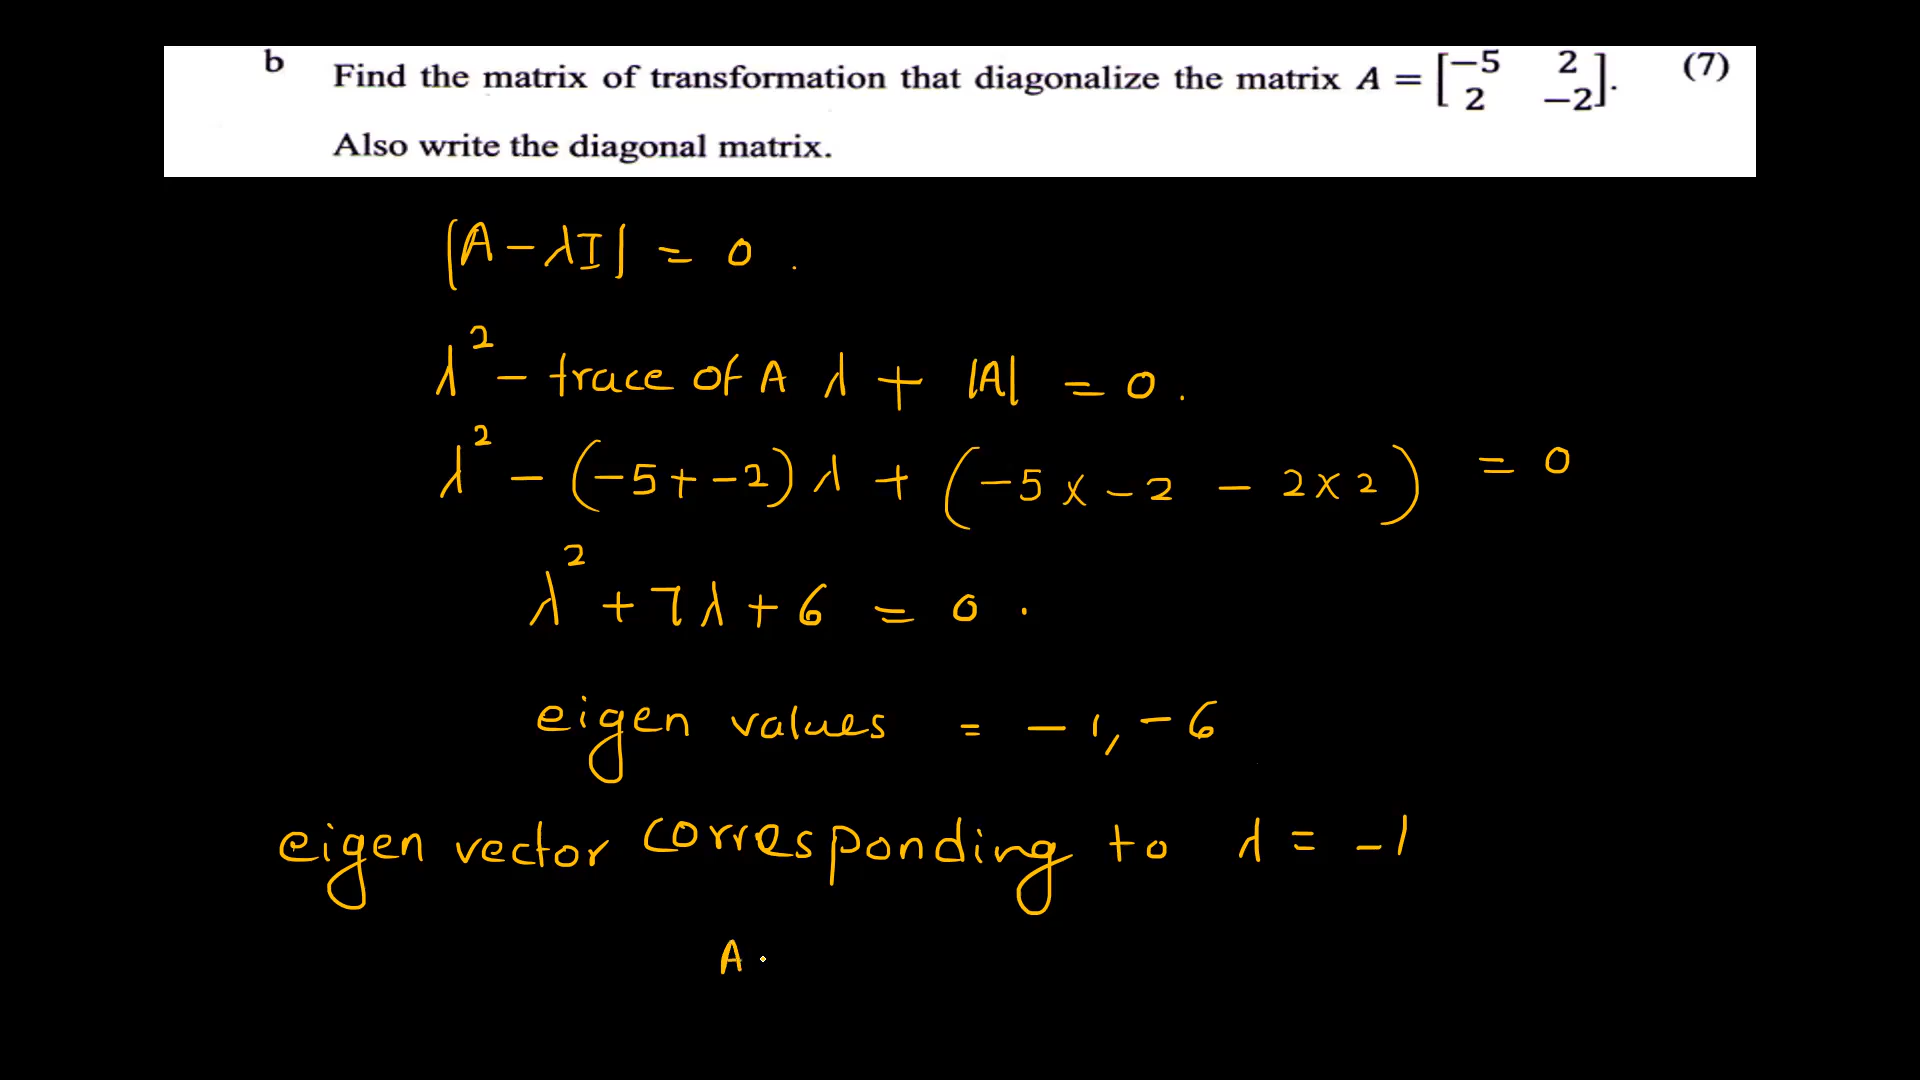 b Find the matrix of transformation that diagonalize the matrix A = [−5 2 (7)
2 −2].
Also write the diagonal matrix.
|A − λI| = 0 .
λ² − trace of A λ + |A| = 0 .
λ² − (−5 + −2) λ + (−5 × −2 − 2 × 2) = 0
λ² + 7λ + 6 = 0 .
eigen values = −1, −6
eigen vector corresponding to λ = −1
A